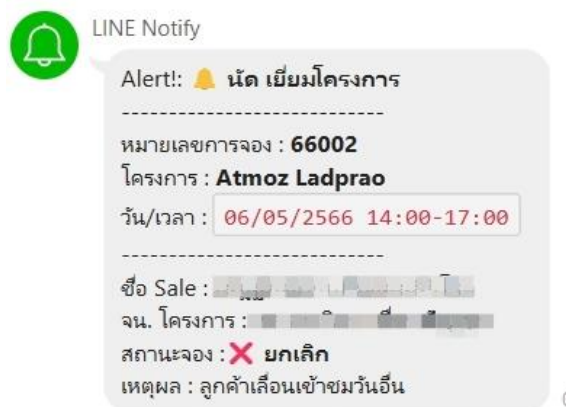 LINE Notify
Alert!: 🔔 นัด เยี่ยมโครงการ
---------------------------
หมายเลขการจอง : 66002
โครงการ : Atmoz Ladprao
วัน/เวลา : 06/05/2566 14:00-17:00
---------------------------
ชื่อ Sale :
จน. โครงการ :
สถานะจอง : ❌ ยกเลิก
เหตุผล : ลูกค้าเลื่อนเข้าชมวันอื่น